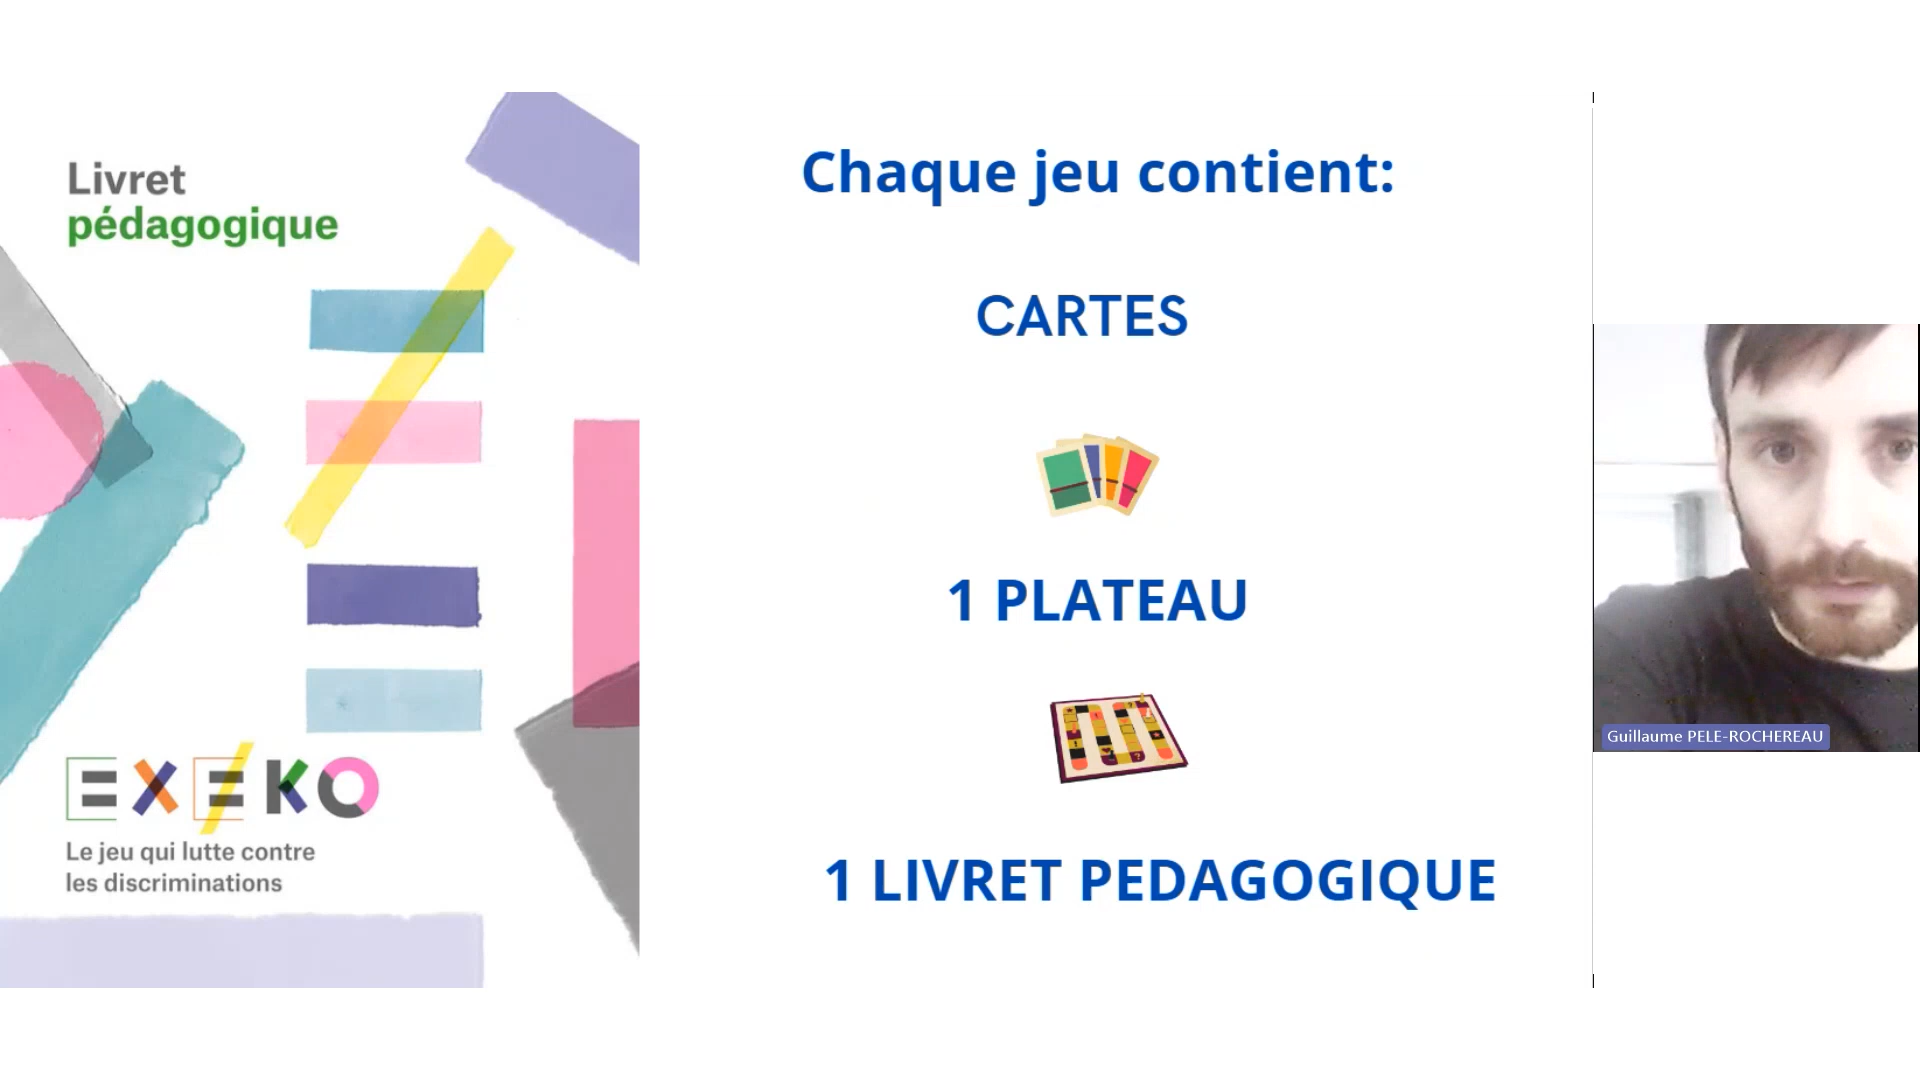 Livret
pédagogique
EXEKO
Le jeu qui lutte contre
les discriminations
Chaque jeu contient:
CARTES
1 PLATEAU
1 LIVRET PEDAGOGIQUE
Guillaume PELE-ROCHEREAU